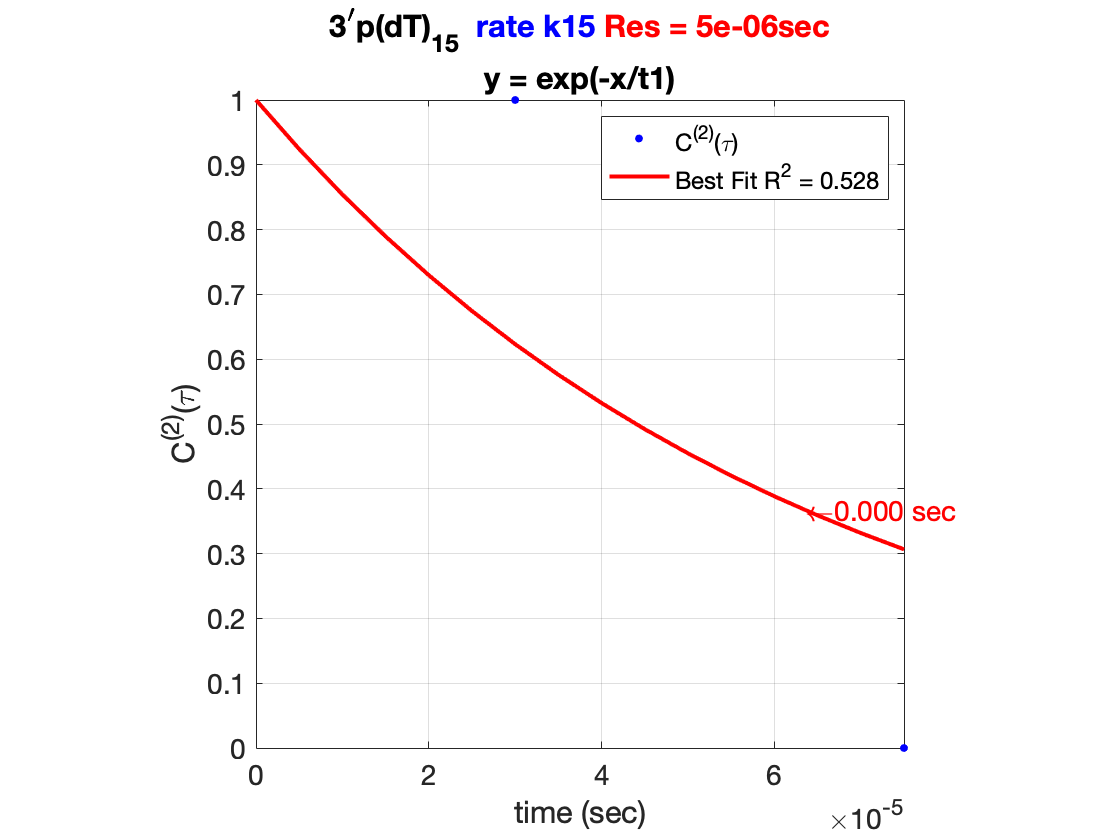 3′p(dT)₁₅ rate k15 Res = 5e-06sec
y = exp(-x/t1)
C⁽²⁾(τ)
Best Fit R² = 0.528
←0.000 sec
1
0.9
0.8
0.7
0.6
0.5
0.4
0.3
0.2
0.1
0
C⁽²⁾(τ)
0 2 4 6
time (sec)
×10⁻⁵